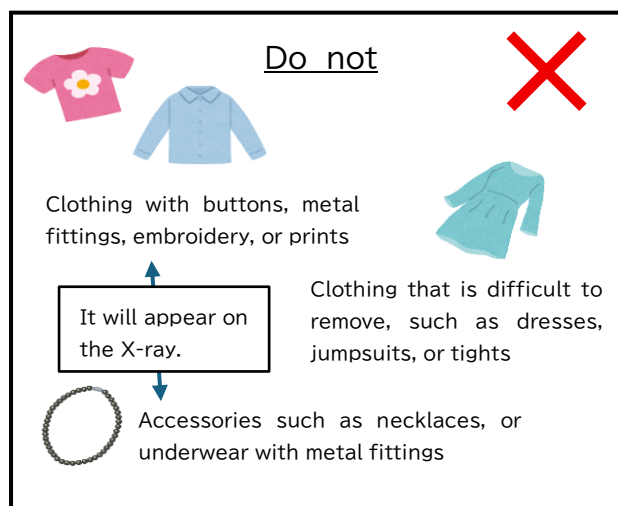 Do not
Clothing with buttons, metal
fittings, embroidery, or prints
It will appear on
the X-ray.
Clothing that is difficult to
remove, such as dresses,
jumpsuits, or tights
Accessories such as necklaces, or
underwear with metal fittings